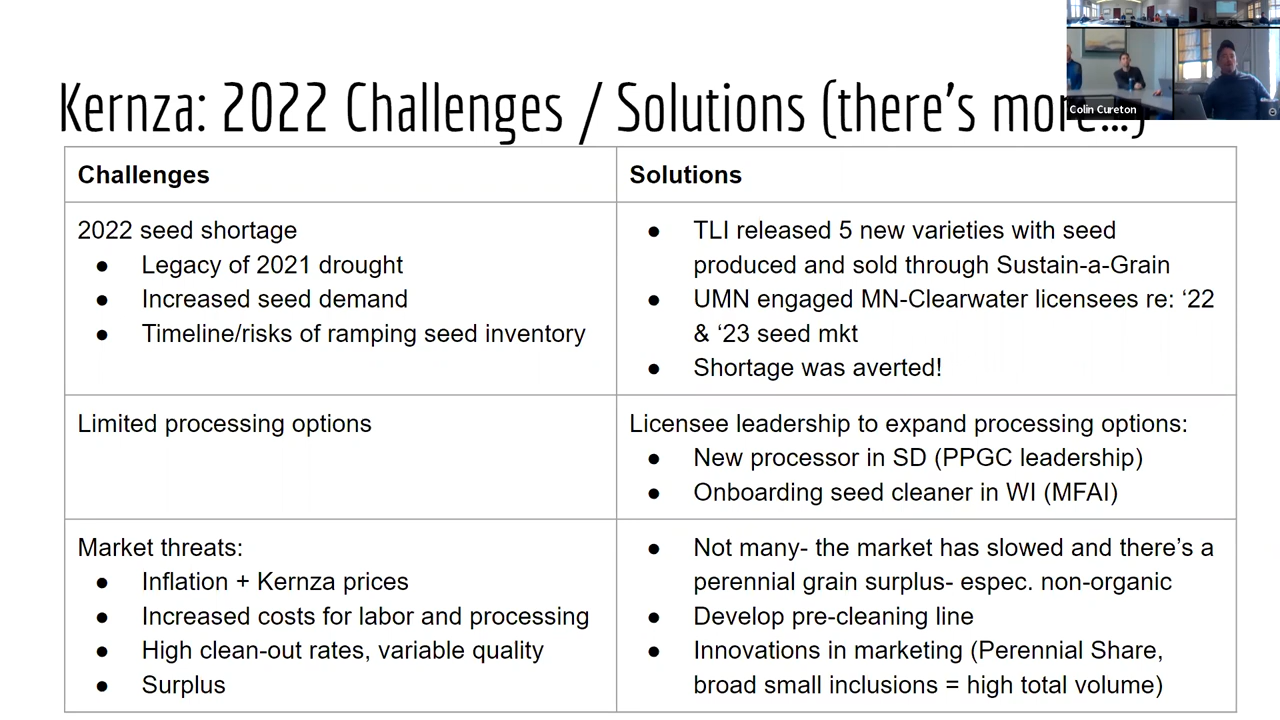 Kernza: 2022 Challenges / Solutions (there's more...)
Colin Cureton
Challenges
Solutions
2022 seed shortage
● Legacy of 2021 drought
● Increased seed demand
● Timeline/risks of ramping seed inventory
● TLI released 5 new varieties with seed
produced and sold through Sustain-a-Grain
● UMN engaged MN-Clearwater licensees re: ‘22
& ‘23 seed mkt
● Shortage was averted!
Limited processing options
Licensee leadership to expand processing options:
● New processor in SD (PPGC leadership)
● Onboarding seed cleaner in WI (MFAI)
Market threats:
● Inflation + Kernza prices
● Increased costs for labor and processing
● High clean-out rates, variable quality
● Surplus
● Not many- the market has slowed and there’s a
perennial grain surplus- espec. non-organic
● Develop pre-cleaning line
● Innovations in marketing (Perennial Share,
broad small inclusions = high total volume)